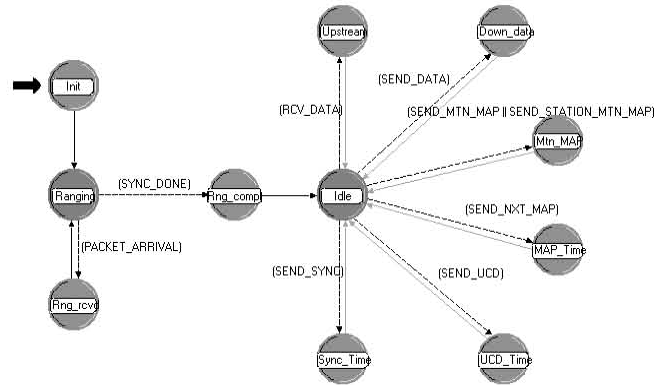 Upstream
Down_data
Init
(SEND_DATA)
(RCV_DATA)
(SEND_MTN_MAP || SEND_STATION_MTN_MAP)
Mtn_MAP
(SYNC_DONE)
Ranging
Rng_compl
Idle
(SEND_NXT_MAP)
(PACKET_ARRIVAL)
MAP_Time
(SEND_SYNC)
(SEND_UCD)
Rng_rcvd
Sync_Time
UCD_Time